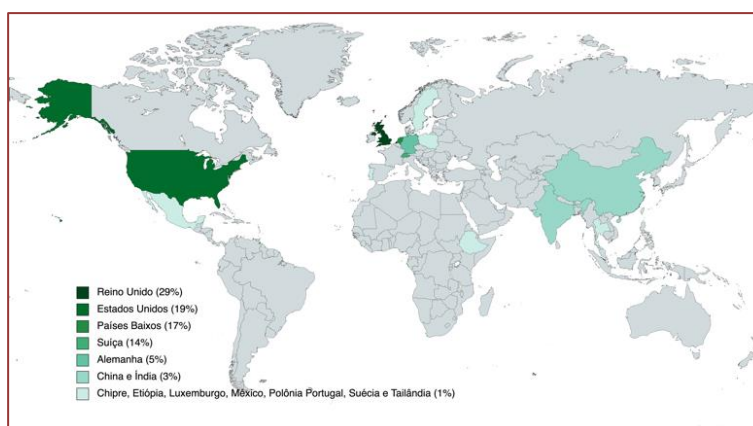 Reino Unido (29%)
Estados Unidos (19%)
Países Baixos (17%)
Suíça (14%)
Alemanha (5%)
China e Índia (3%)
Chipre, Etiópia, Luxemburgo, México, Polônia Portugal, Suécia e Tailândia (1%)